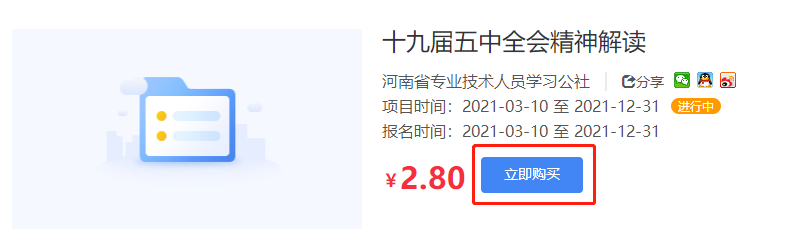 十九届五中全会精神解读
河南省专业技术人员学习公社 分享
项目时间：2021-03-10 至 2021-12-31 进行中
报名时间：2021-03-10 至 2021-12-31
¥2.80 立即购买